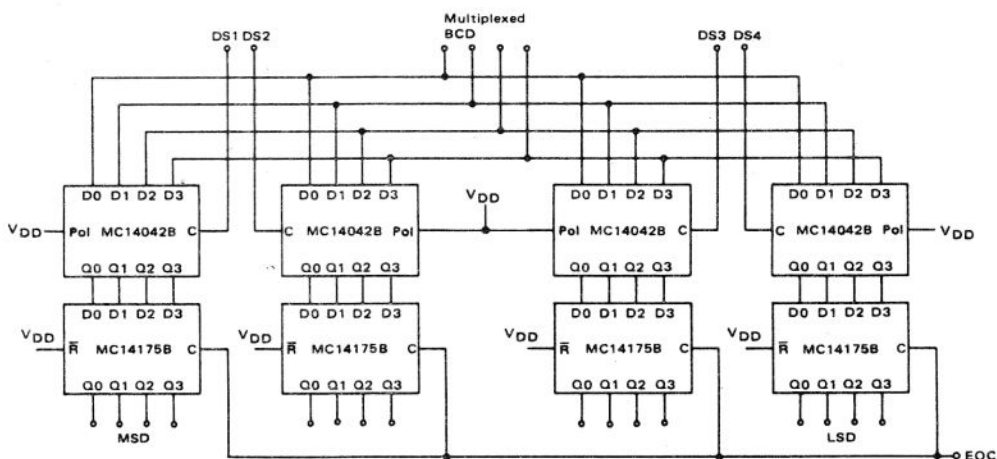 DS1 DS2 Multiplexed BCD DS3 DS4
D0 D1 D2 D3 D0 D1 D2 D3 D0 D1 D2 D3 D0 D1 D2 D3
VDD Pol MC14042B C C MC14042B Pol VDD Pol MC14042B C C MC14042B Pol VDD
Q0 Q1 Q2 Q3 Q0 Q1 Q2 Q3 Q0 Q1 Q2 Q3 Q0 Q1 Q2 Q3
D0 D1 D2 D3 D0 D1 D2 D3 D0 D1 D2 D3 D0 D1 D2 D3
VDD R̅ MC14175B C VDD R̅ MC14175B C VDD R̅ MC14175B C VDD R̅ MC14175B C
Q0 Q1 Q2 Q3 Q0 Q1 Q2 Q3 Q0 Q1 Q2 Q3 Q0 Q1 Q2 Q3
MSD LSD
EOC